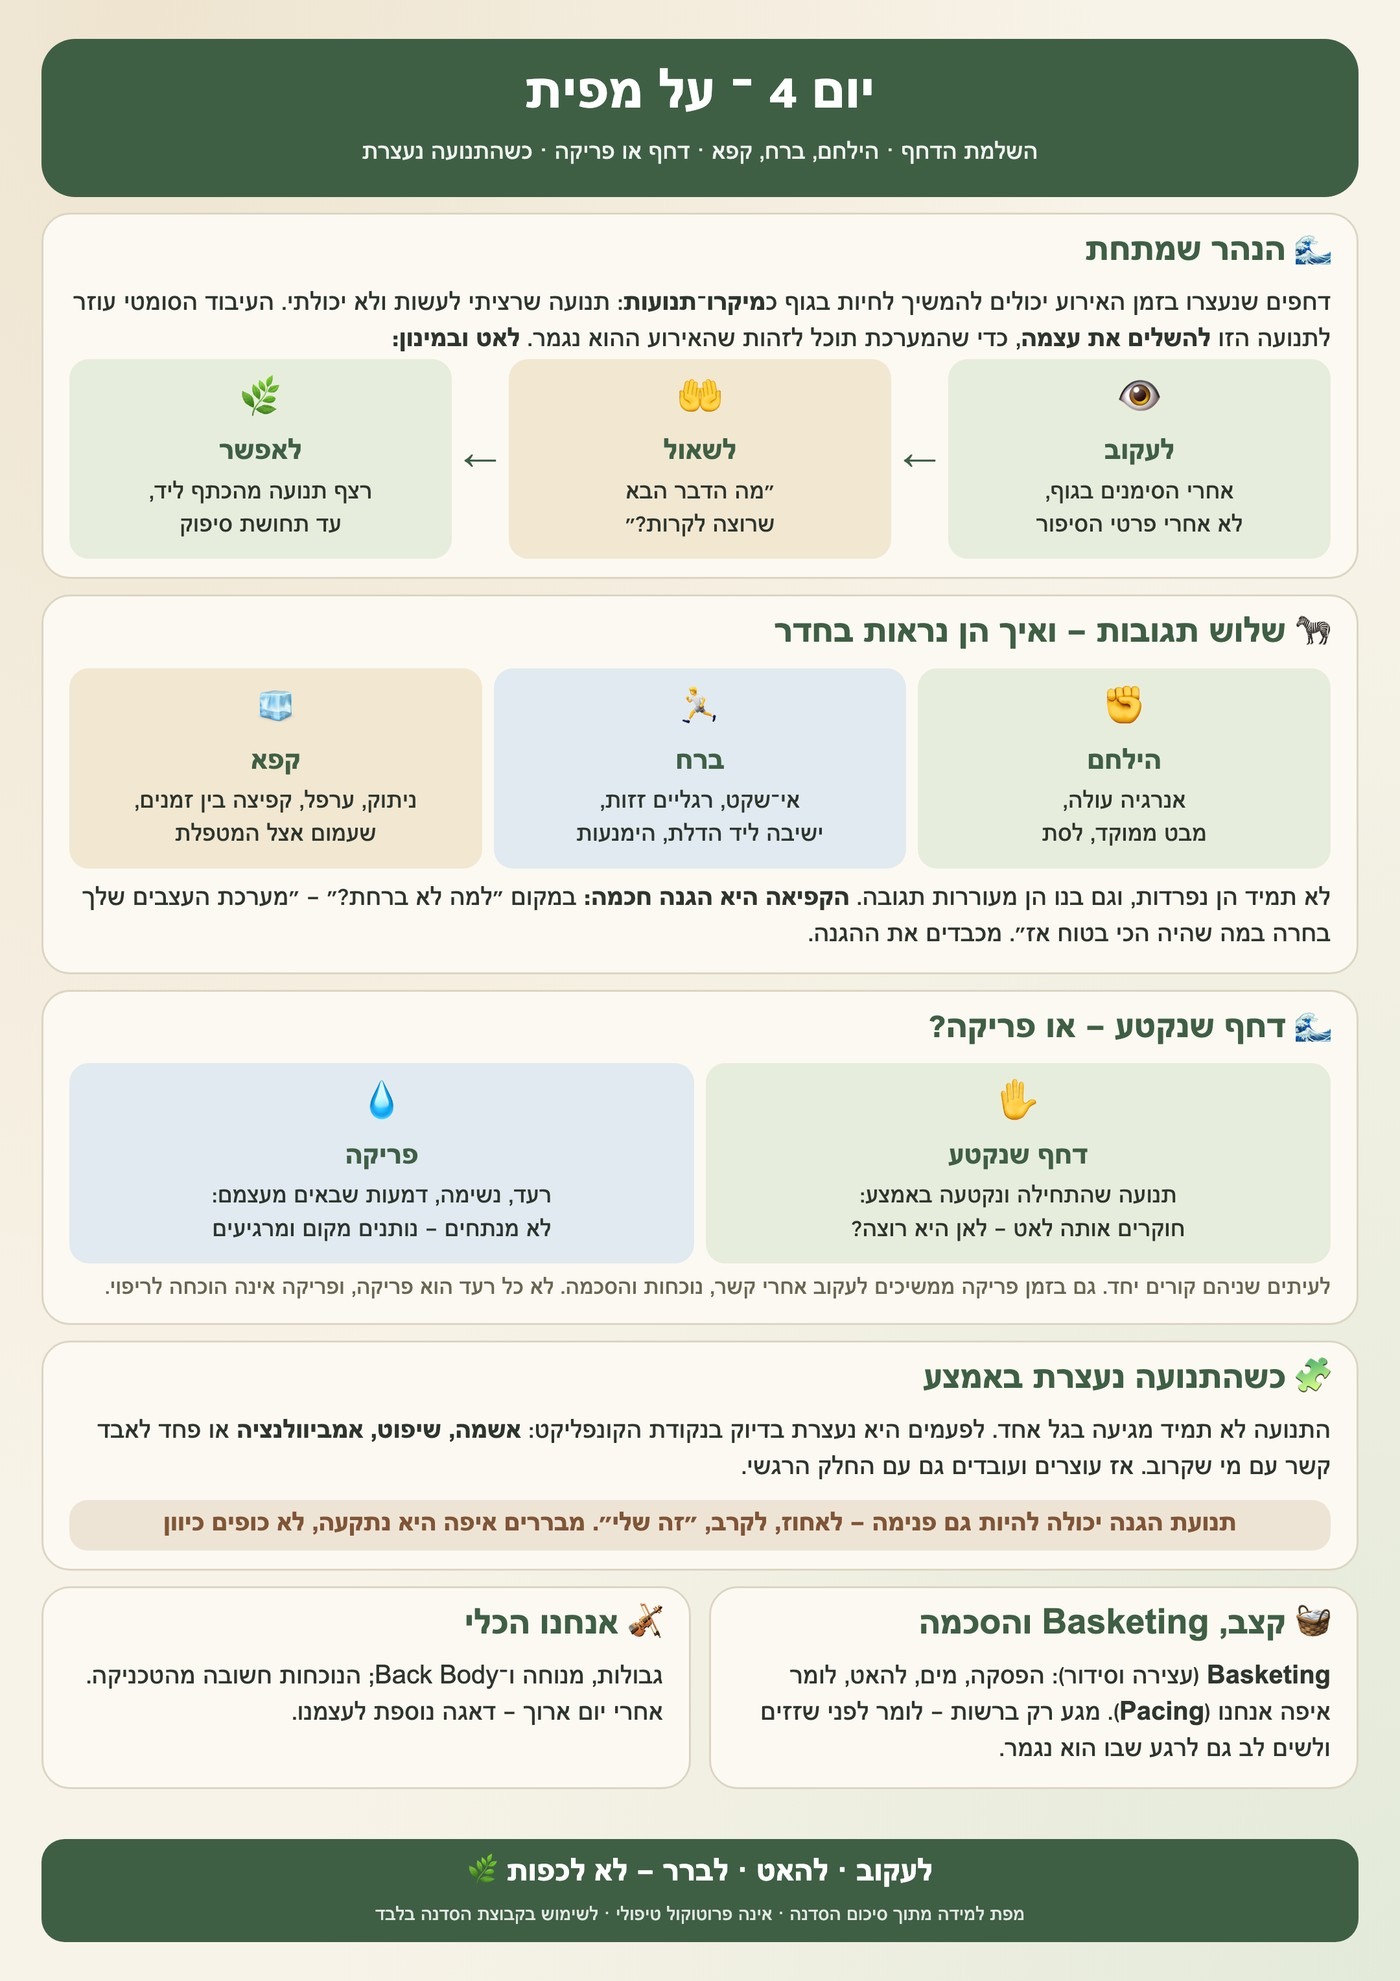 יום 4 – על מפית
השלמת הדחף · הילחם, ברח, קפא · דחף או פריקה · כשהתנועה נעצרת
הנהר שמתחת
דחפים שנעצרו בזמן האירוע יכולים להמשיך לחיות בגוף כמיקרו־תנועות: תנועה שרציתי לעשות ולא יכולתי. העיבוד הסומטי עוזר
לתנועה הזו להשלים את עצמה, כדי שהמערכת תוכל לזהות שהאירוע ההוא נגמר. לאט ובמינון:
לעקוב
אחרי הסימנים בגוף,
לא אחרי פרטי הסיפור
←
לשאול
״מה הדבר הבא
שרוצה לקרות?״
←
לאפשר
רצף תנועה מהכתף ליד,
עד תחושת סיפוק
שלוש תגובות – ואיך הן נראות בחדר
הילחם
אנרגיה עולה,
מבט ממוקד, לסת
ברח
אי־שקט, רגליים זזות,
ישיבה ליד הדלת, הימנעות
קפא
ניתוק, ערפל, קפיצה בין זמנים,
שעמום אצל המטפלת
לא תמיד הן נפרדות, וגם בנו הן מעוררות תגובה. הקפיאה היא הגנה חכמה: במקום ״למה לא ברחת?״ – ״מערכת העצבים שלך
בחרה במה שהיה הכי בטוח אז״. מכבדים את ההגנה.
דחף שנקטע – או פריקה?
דחף שנקטע
תנועה שהתחילה ונקטעה באמצע:
חוקרים אותה לאט – לאן היא רוצה?
פריקה
רעד, נשימה, דמעות שבאים מעצמם:
לא מנתחים – נותנים מקום ומרגיעים
לעיתים שניהם קורים יחד. גם בזמן פריקה ממשיכים לעקוב אחרי קשר, נוכחות והסכמה. לא כל רעד הוא פריקה, ופריקה אינה הוכחה לריפוי.
כשהתנועה נעצרת באמצע
התנועה לא תמיד מגיעה בגל אחד. לפעמים היא נעצרת בדיוק בנקודת הקונפליקט: אשמה, שיפוט, אמביוולנציה או פחד לאבד
קשר עם מי שקרוב. אז עוצרים ועובדים גם עם החלק הרגשי.
תנועת הגנה יכולה להיות גם פנימה – לאחוז, לקרב, ״זה שלי״. מבררים איפה היא נתקעה, לא כופים כיוון
קצב, Basketing והסכמה
Basketing (עצירה וסידור): הפסקה, מים, להאט, לומר
איפה אנחנו (Pacing). מגע רק ברשות – לומר לפני שזזים
ולשים לב גם לרגע שבו הוא נגמר.
אנחנו הכלי
גבולות, מנוחה ו־Back Body; הנוכחות חשובה מהטכניקה.
אחרי יום ארוך – דאגה נוספת לעצמנו.
לעקוב · להאט · לברר – לא לכפות
מפת למידה מתוך סיכום הסדנה · אינה פרוטוקול טיפולי · לשימוש בקבוצת הסדנה בלבד